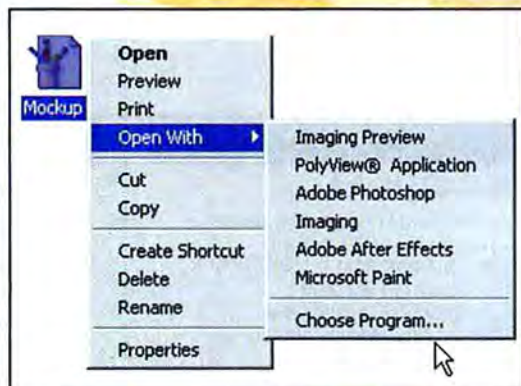 Mockup
Open
Preview
Print
Open With
Cut
Copy
Create Shortcut
Delete
Rename
Properties
Imaging Preview
PolyView® Application
Adobe Photoshop
Imaging
Adobe After Effects
Microsoft Paint
Choose Program...